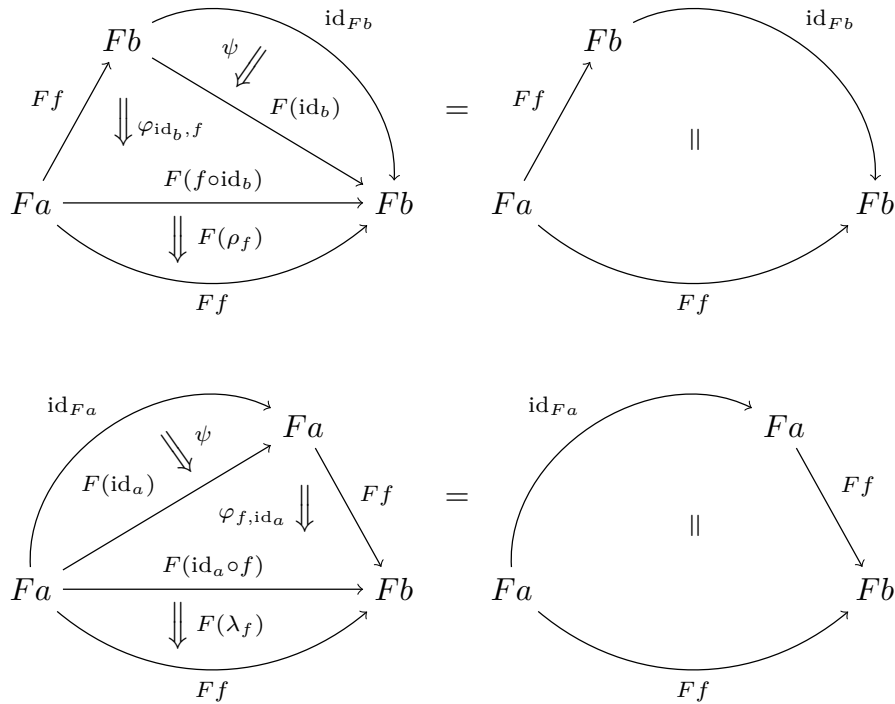 id_{Fb} id_{Fb}
Fb ψ Fb
Ff F(id_b) = Ff
φ_{id_b,f} =
F(f∘id_b)
Fa Fb Fa Fb
F(ρ_f)
Ff Ff
id_{Fa} id_{Fa}
ψ Fa Fa
F(id_a) Ff = Ff
φ_{f,id_a} =
F(id_a∘f)
Fa Fb Fa Fb
F(λ_f)
Ff Ff